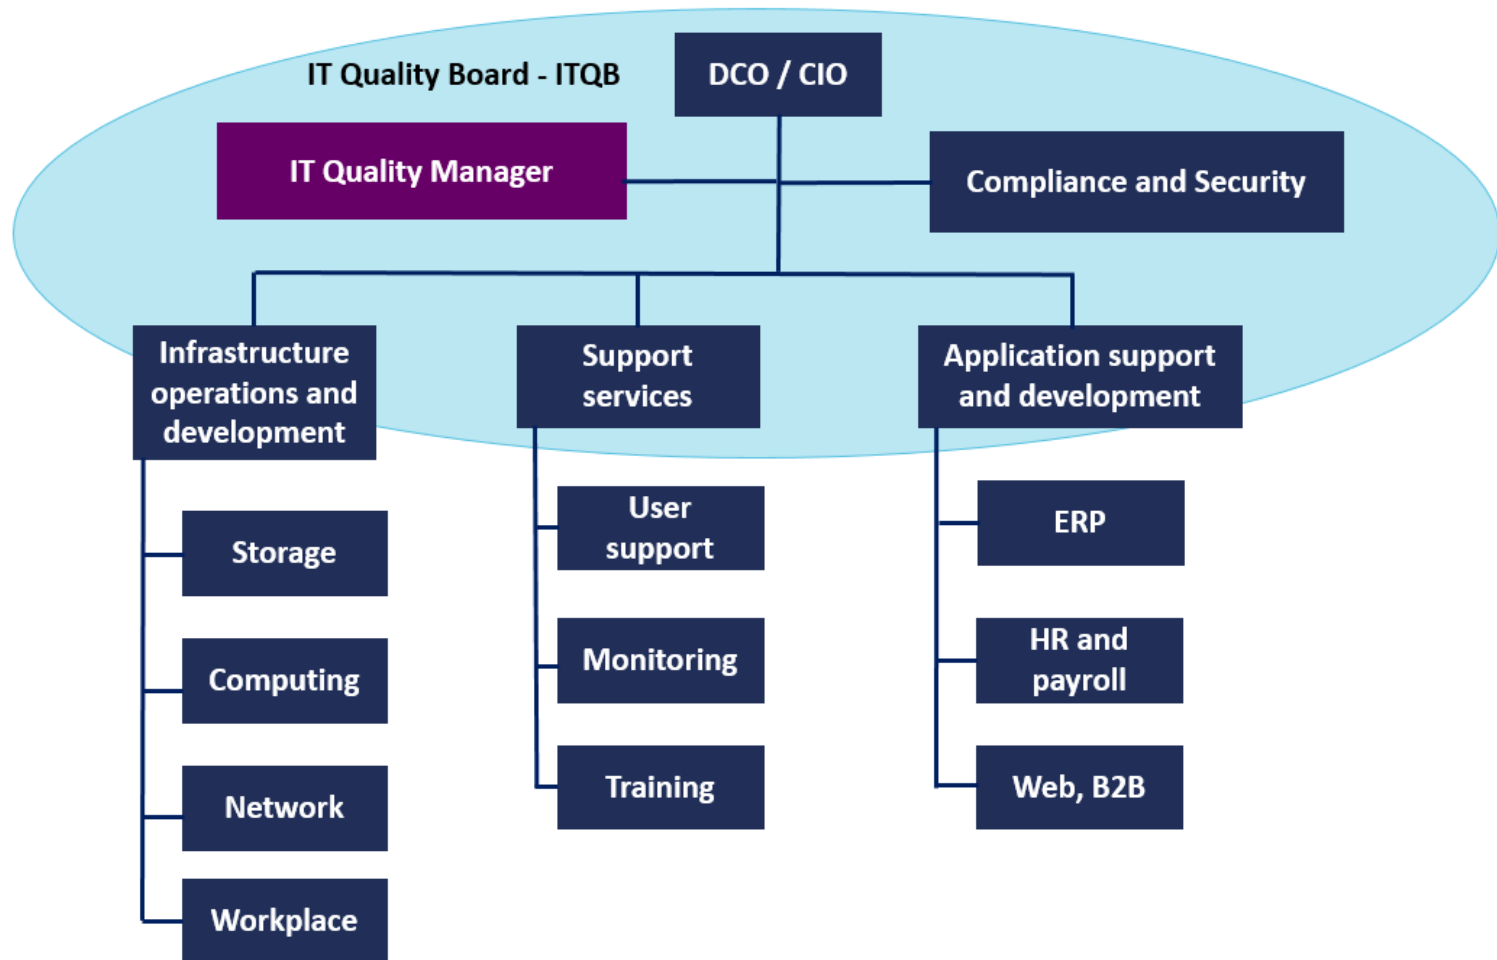 IT Quality Board - ITQB
DCO / CIO
IT Quality Manager
Compliance and Security
Infrastructure
operations and
development
Support
services
Application support
and development
Storage
Computing
Network
Workplace
User
support
Monitoring
Training
ERP
HR and
payroll
Web, B2B